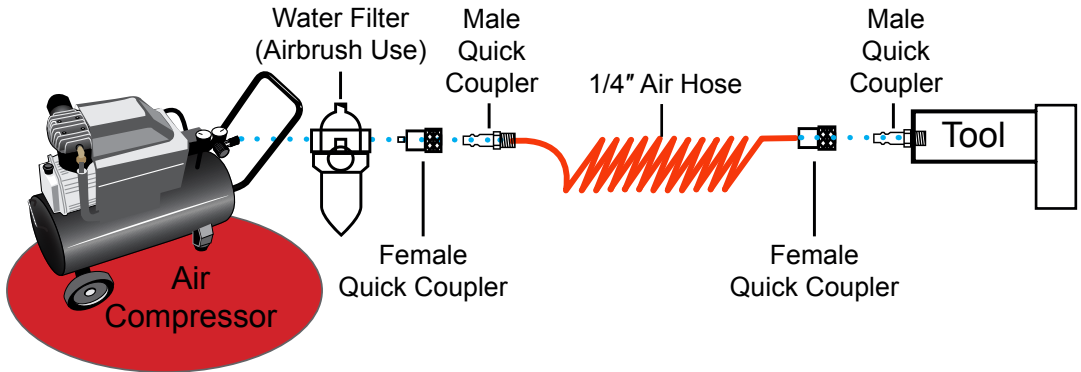 Water Filter
(Airbrush Use)
Male
Quick
Coupler
1/4″ Air Hose
Male
Quick
Coupler
Tool
Female
Quick Coupler
Female
Quick Coupler
Air
Compressor